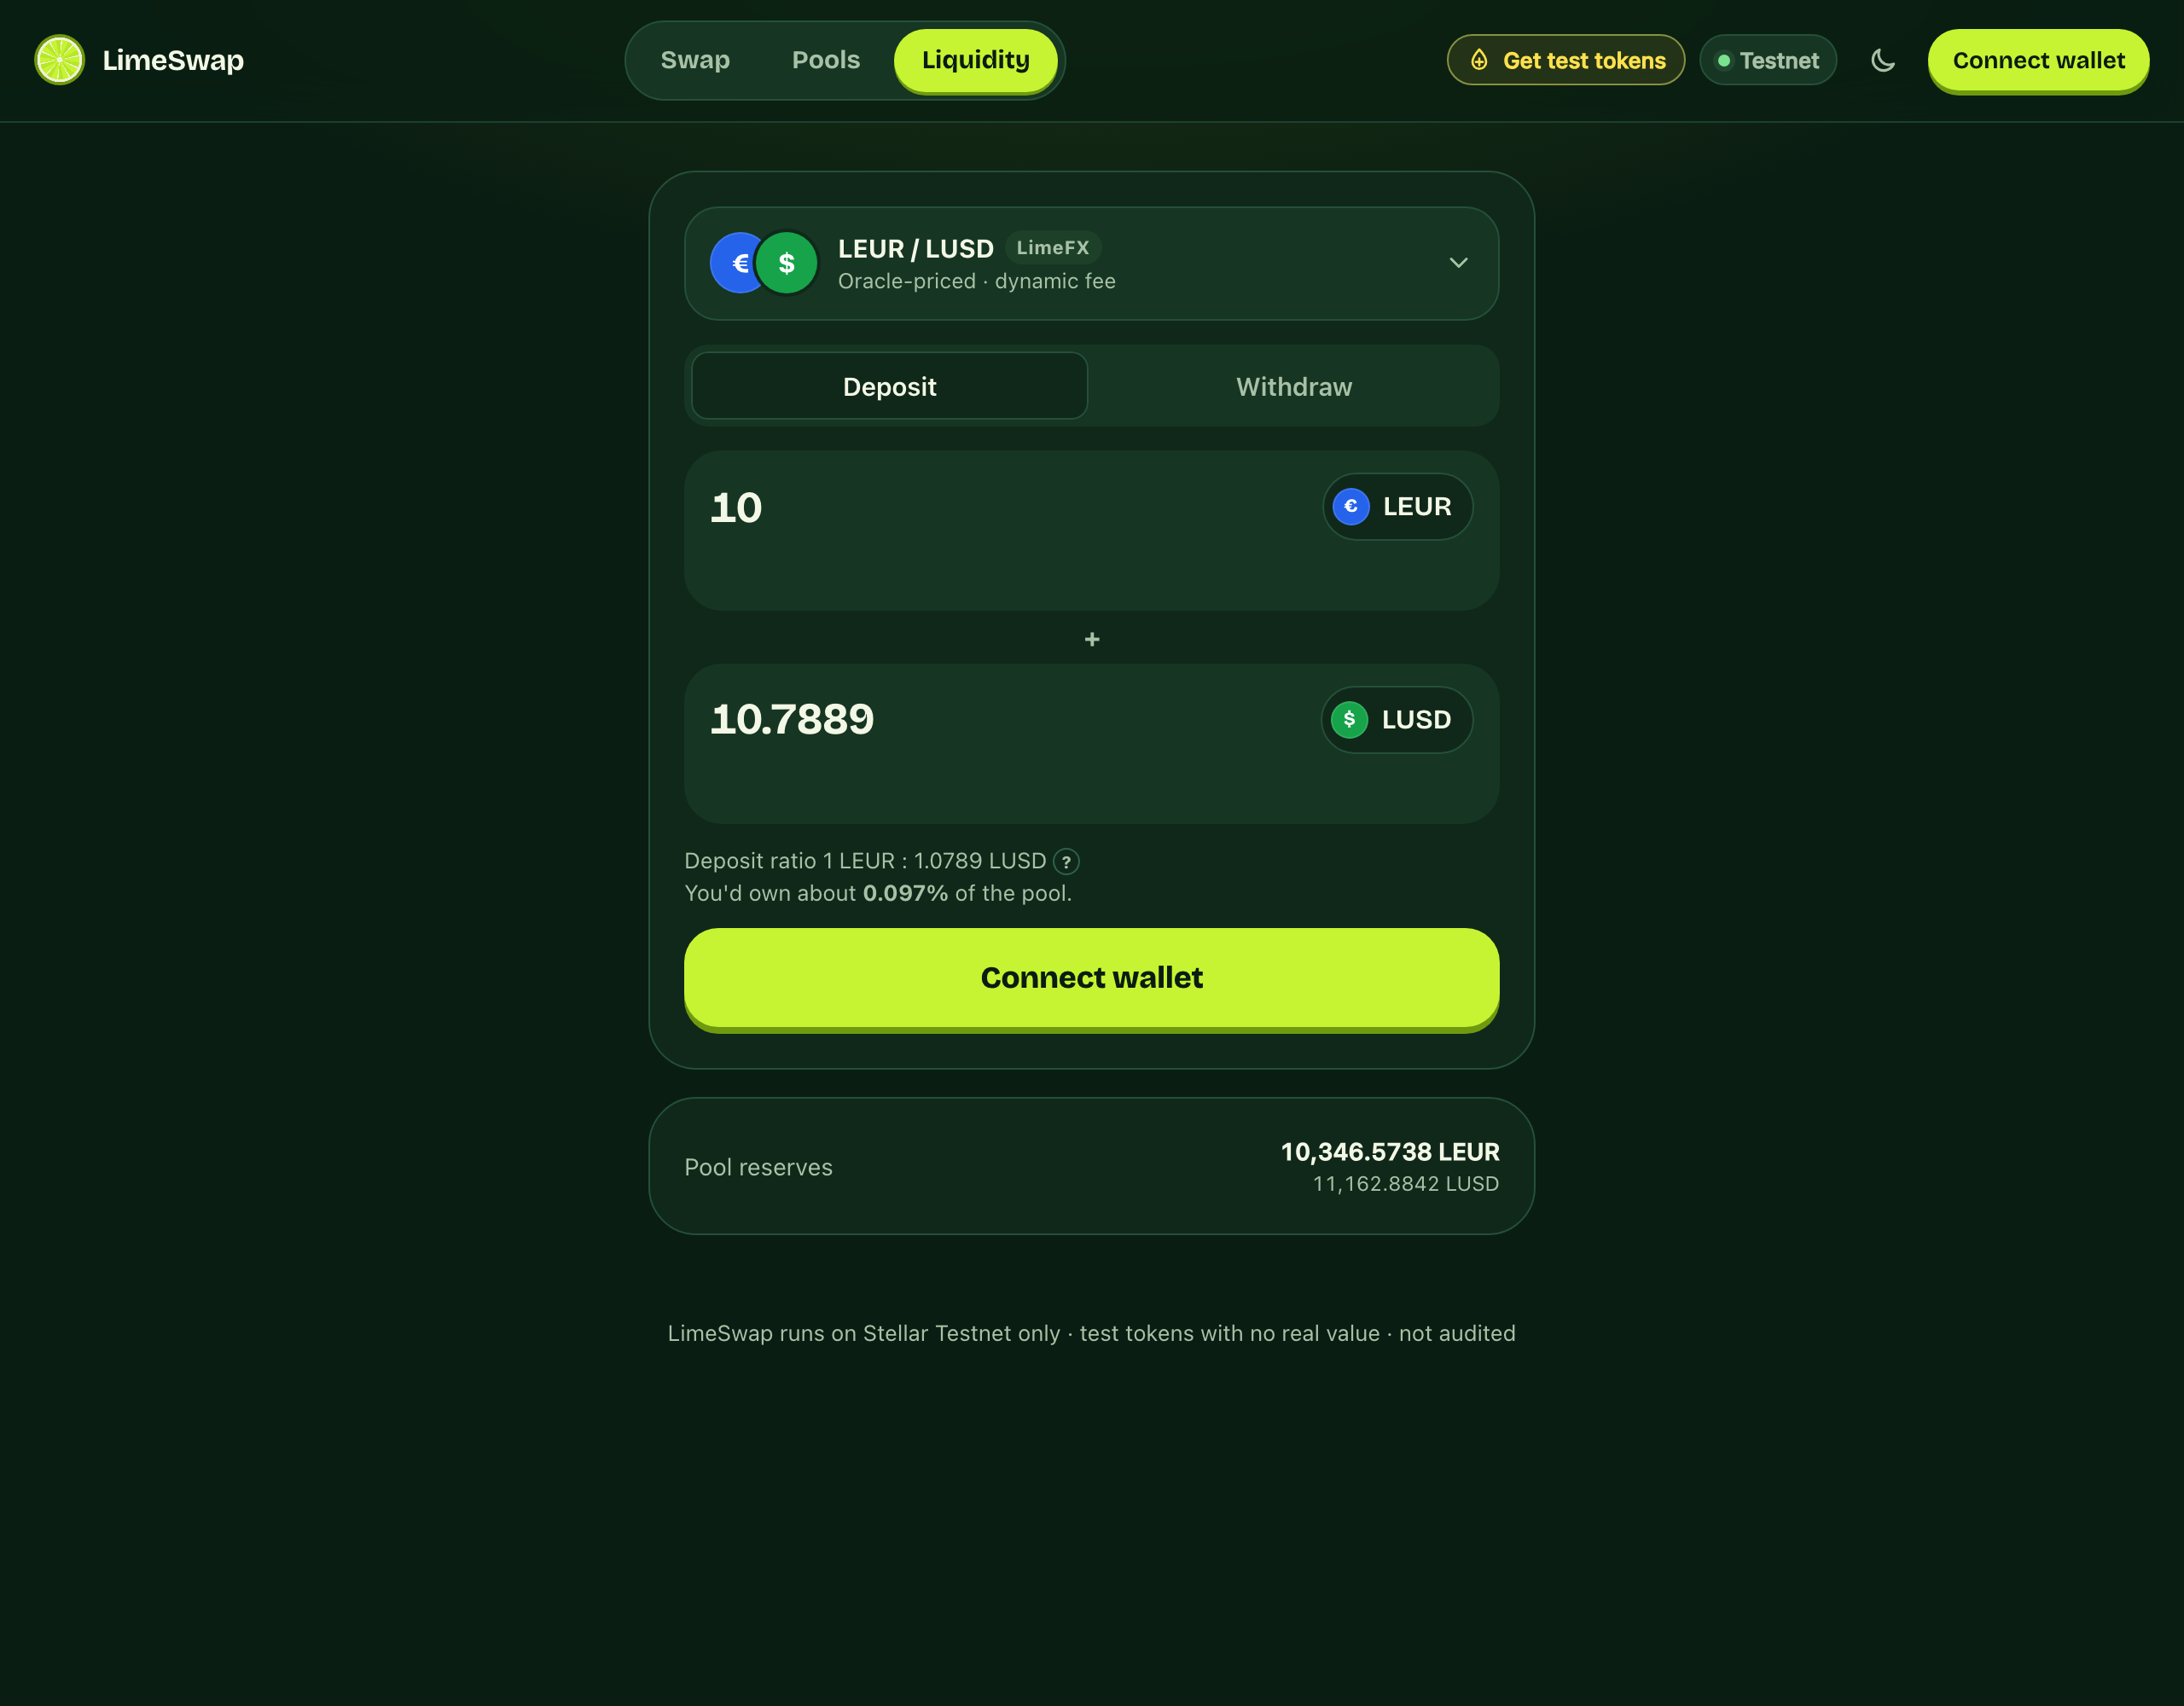 LimeSwap
Swap
Pools
Liquidity
Get test tokens
Testnet
Connect wallet
€ $
LEUR / LUSD LimeFX
Oracle-priced · dynamic fee
Deposit
Withdraw
10
€ LEUR
+
10.7889
$ LUSD
Deposit ratio 1 LEUR : 1.0789 LUSD ?
You'd own about 0.097% of the pool.
Connect wallet
Pool reserves
10,346.5738 LEUR
11,162.8842 LUSD
LimeSwap runs on Stellar Testnet only · test tokens with no real value · not audited